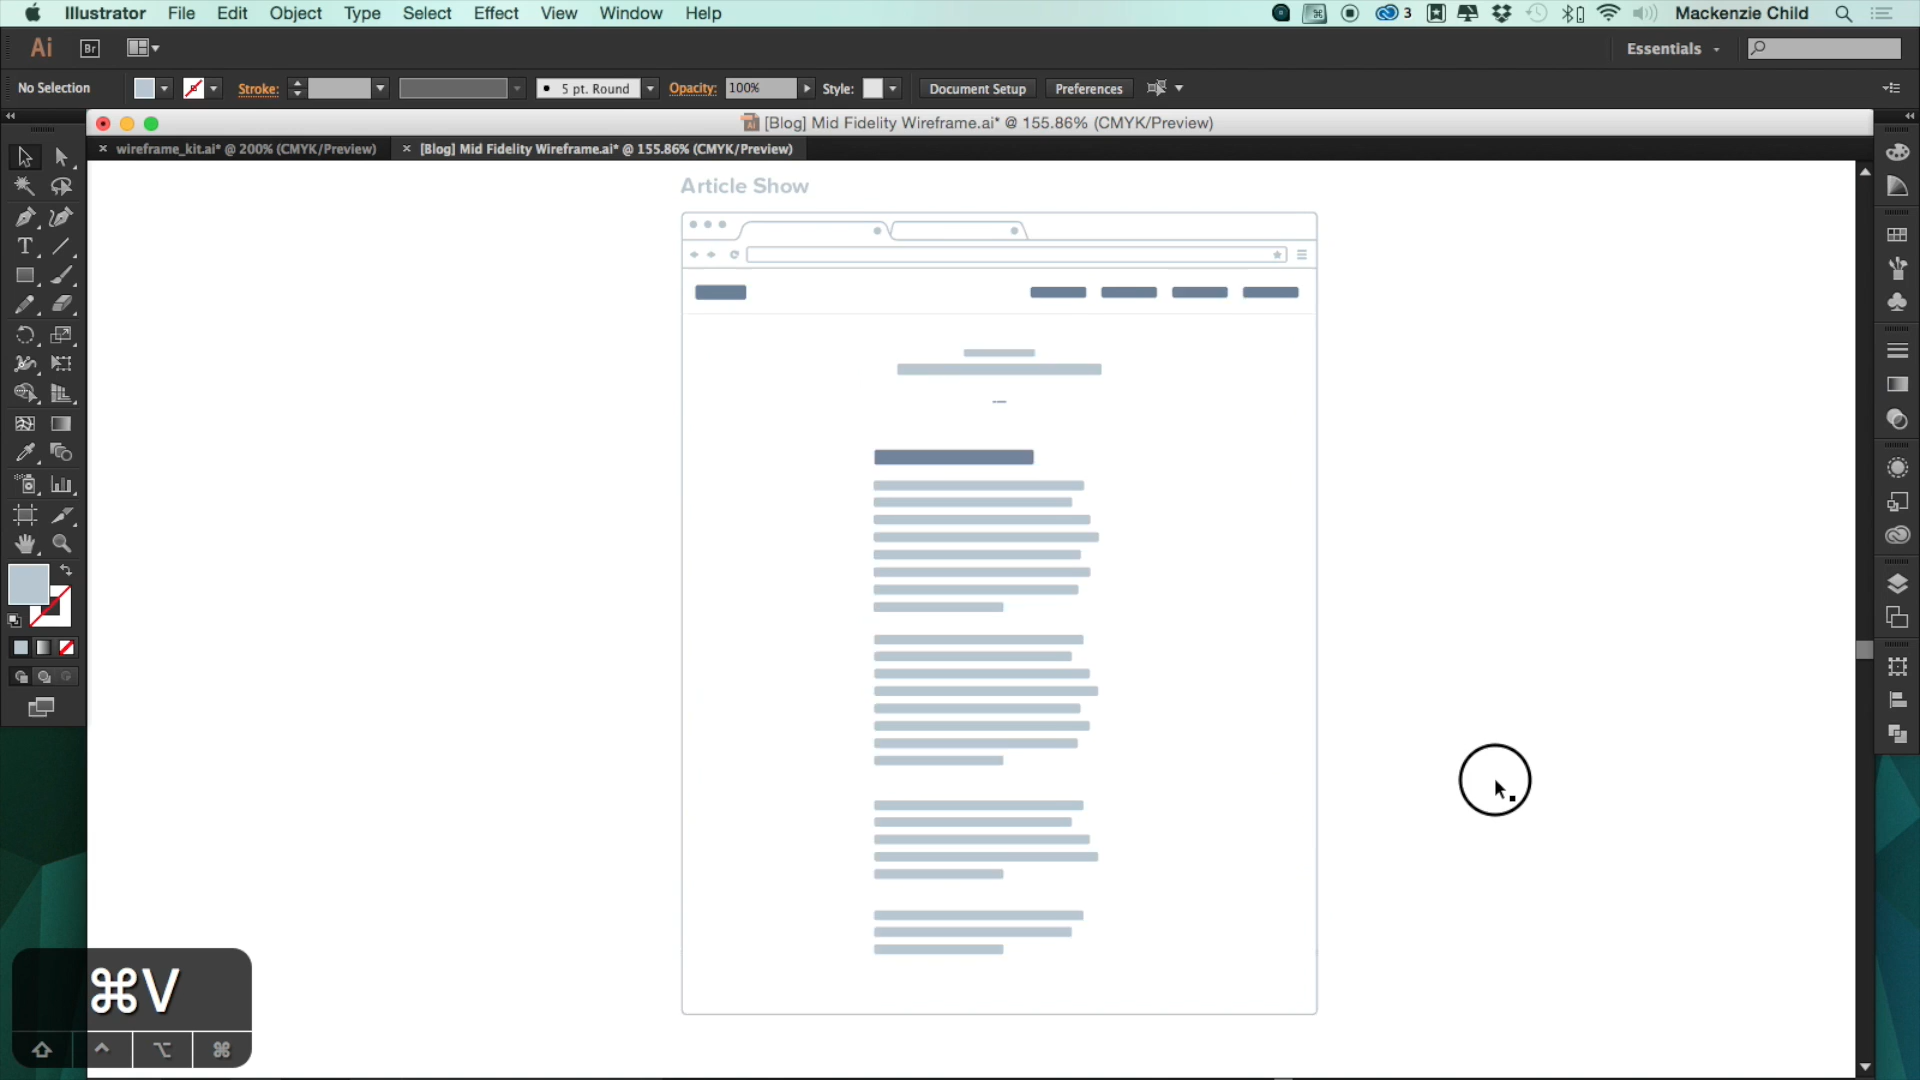 Illustrator File Edit Object Type Select Effect View Window Help 3 Mackenzie Child
Ai Br Essentials
No Selection Stroke: 5 pt. Round Opacity: 100% Style: Document Setup Preferences
[Blog] Mid Fidelity Wireframe.ai* @ 155.86% (CMYK/Preview)
× wireframe_kit.ai* @ 200% (CMYK/Preview) × [Blog] Mid Fidelity Wireframe.ai* @ 155.86% (CMYK/Preview)
Article Show
⌘V